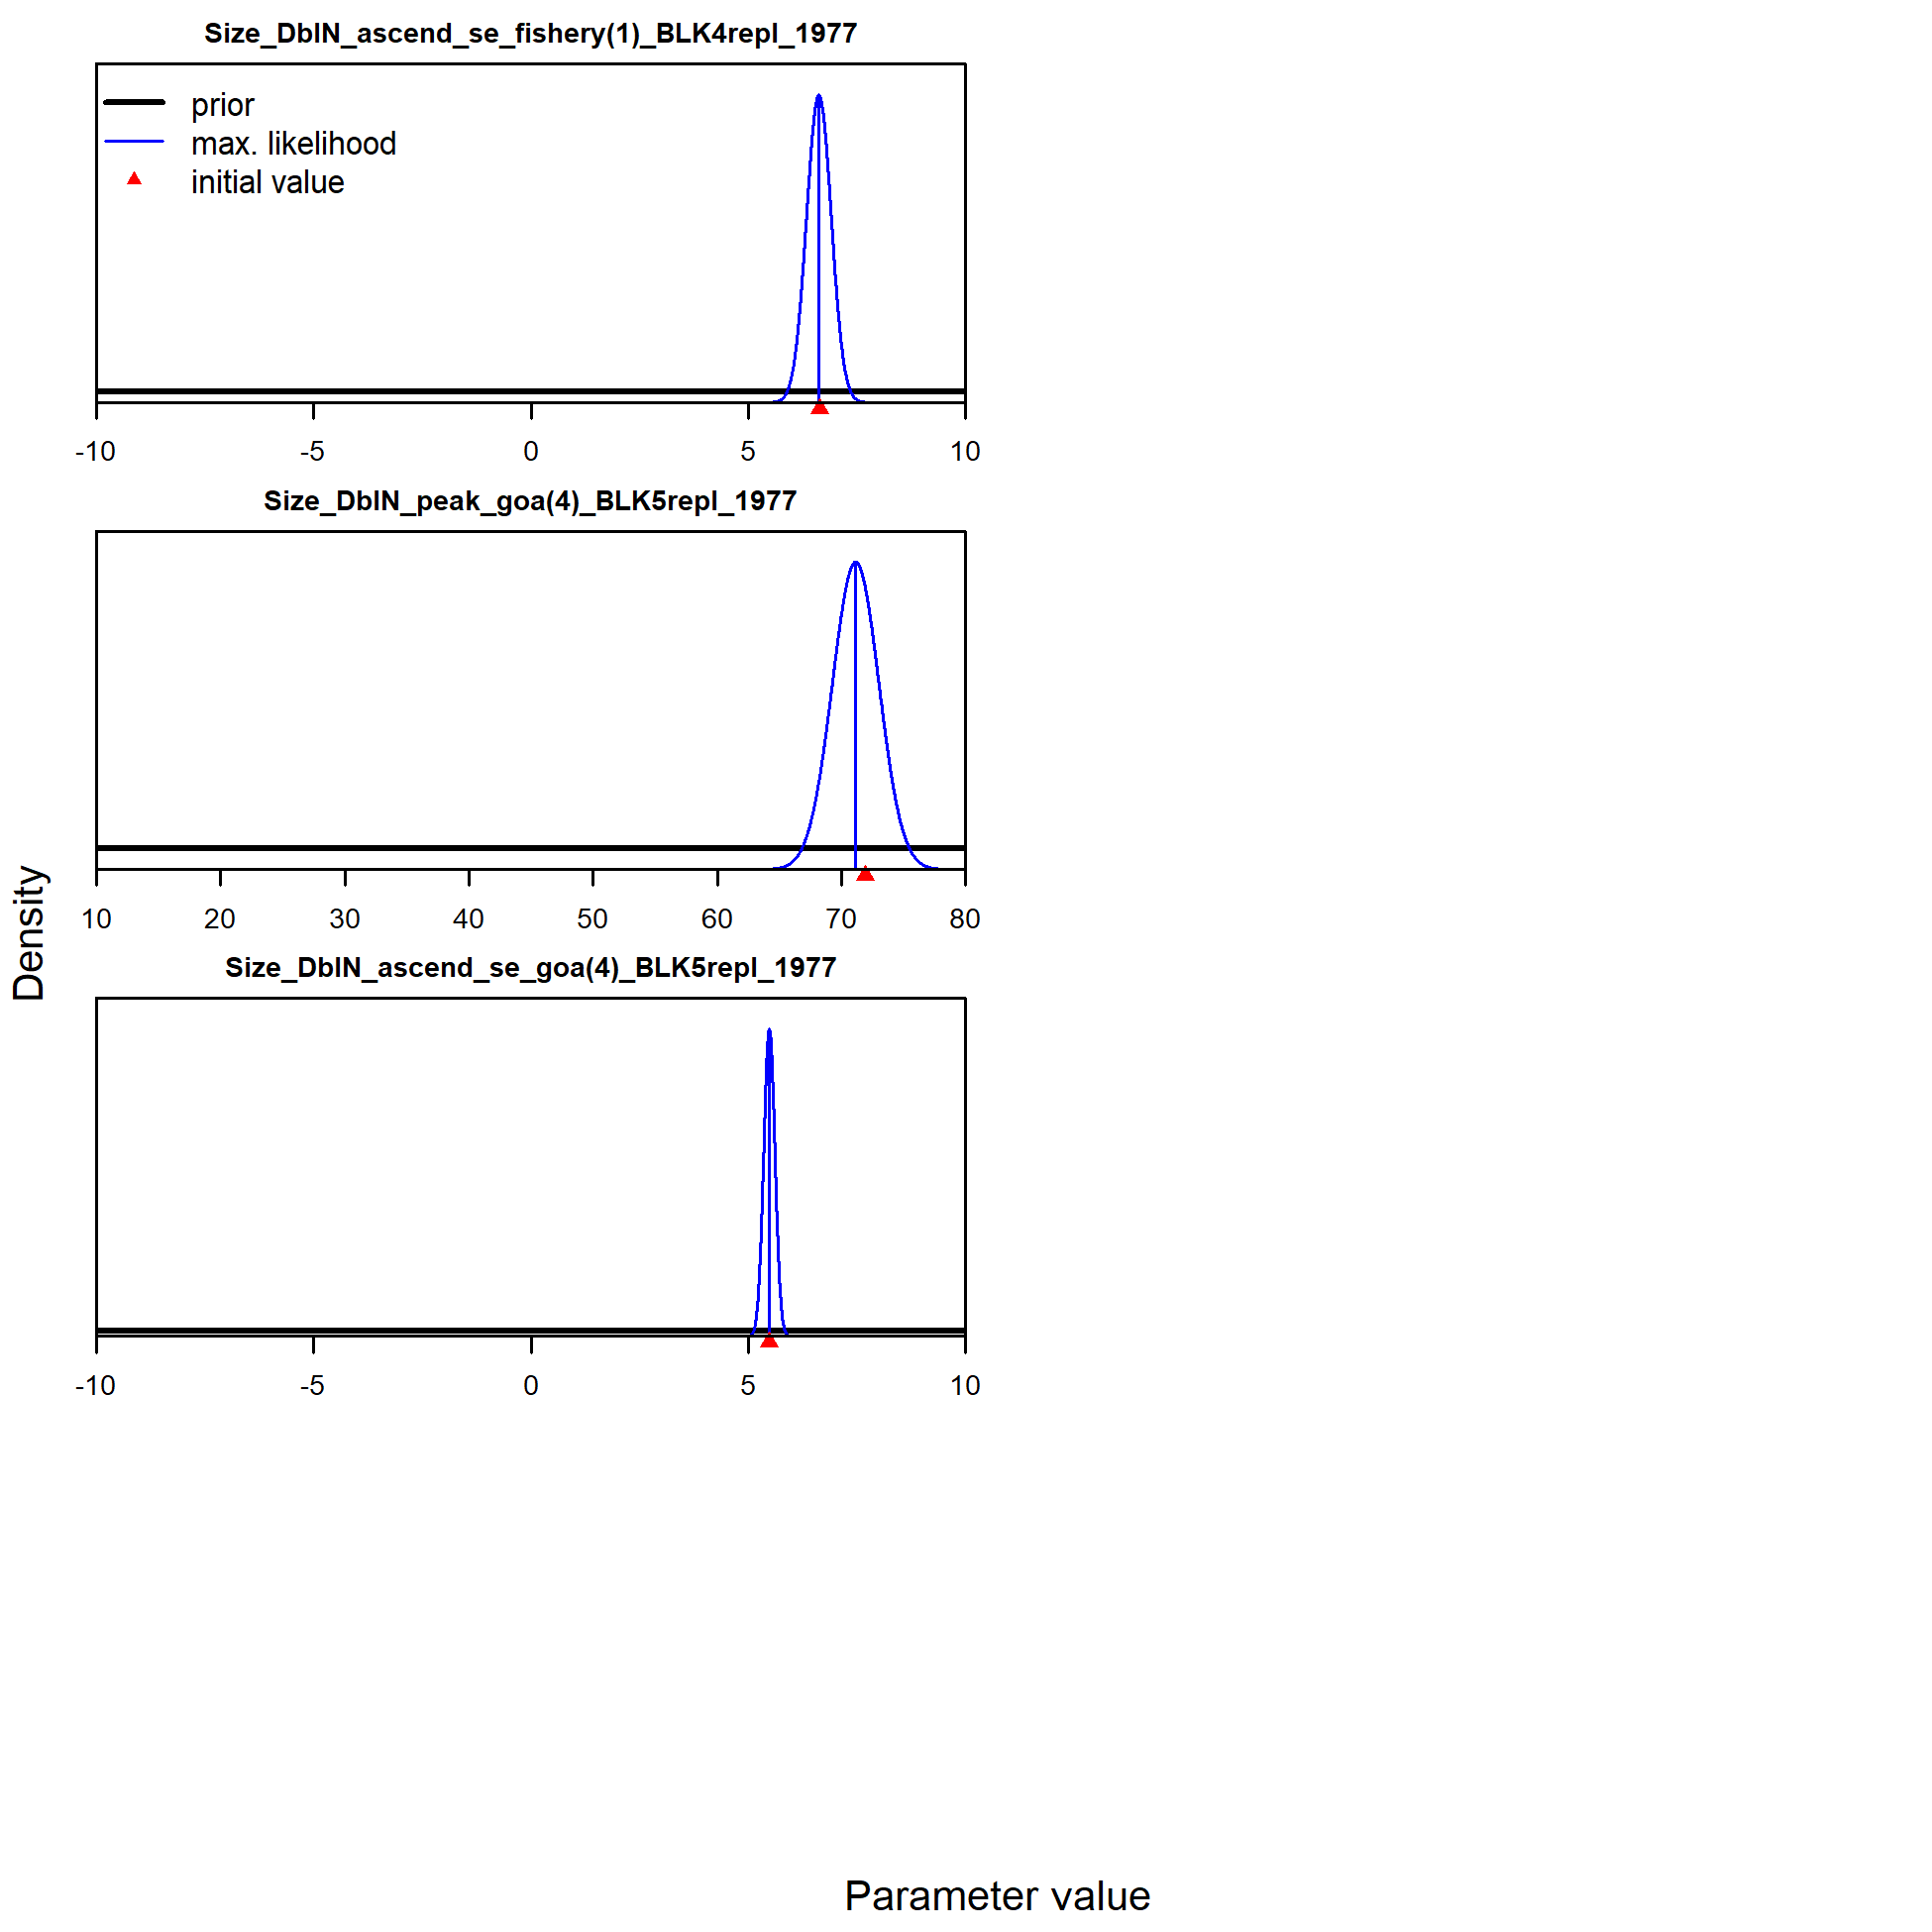 Size_DblN_ascend_se_fishery(1)_BLK4repl_1977
prior
max. likelihood
initial value
-10 -5 0 5 10
Size_DblN_peak_goa(4)_BLK5repl_1977
10 20 30 40 50 60 70 80
Size_DblN_ascend_se_goa(4)_BLK5repl_1977
-10 -5 0 5 10
Density
Parameter value